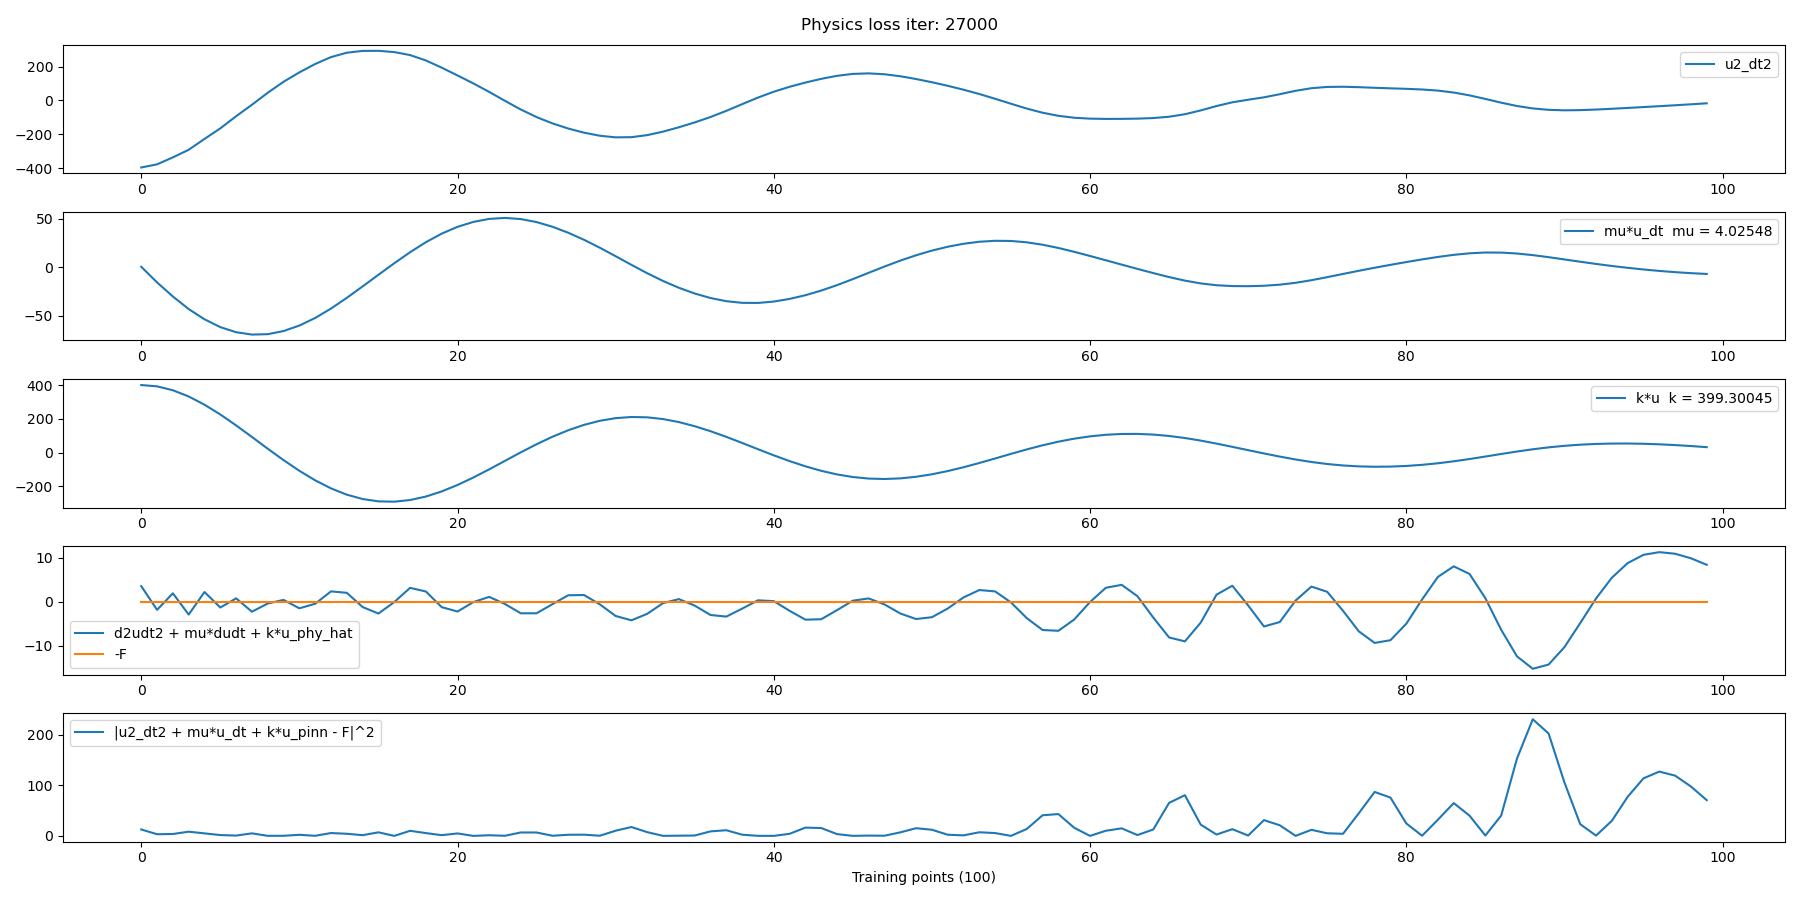 Physics loss iter: 27000
200
0
−200
−400
u2_dt2
0 20 40 60 80 100
50
0
−50
mu*u_dt mu = 4.02548
0 20 40 60 80 100
400
200
0
−200
k*u k = 399.30045
0 20 40 60 80 100
10
0
−10
d2udt2 + mu*dudt + k*u_phy_hat
-F
0 20 40 60 80 100
200
100
0
|u2_dt2 + mu*u_dt + k*u_pinn - F|^2
0 20 40 60 80 100
Training points (100)